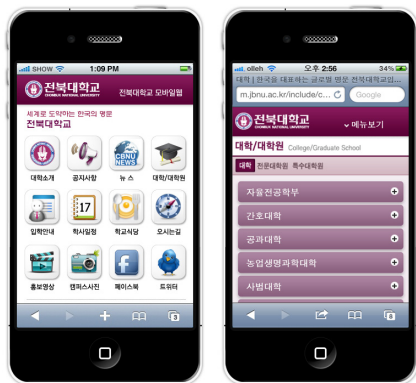 SHOW 1:09 PM
전북대학교
CHONBUK NATIONAL UNIVERSITY
전북대학교 모바일웹
세계로 도약하는 한국의 명문
전북대학교
CBNU NEWS
대학소개 공지사항 뉴스 대학/대학원
17
입학안내 학사일정 학교식당 오시는길
홍보영상 캠퍼스사진 페이스북 트위터
3
olleh 오후 2:56 34%
대학 | 한국을 대표하는 글로벌 명문 전북대학교입...
m.jbnu.ac.kr/include/c... Google
전북대학교
CHONBUK NATIONAL UNIVERSITY
메뉴보기
대학/대학원 College/Graduate School
대학 전문대학원 특수대학원
자율전공학부
간호대학
공과대학
농업생명과학대학
사범대학
6